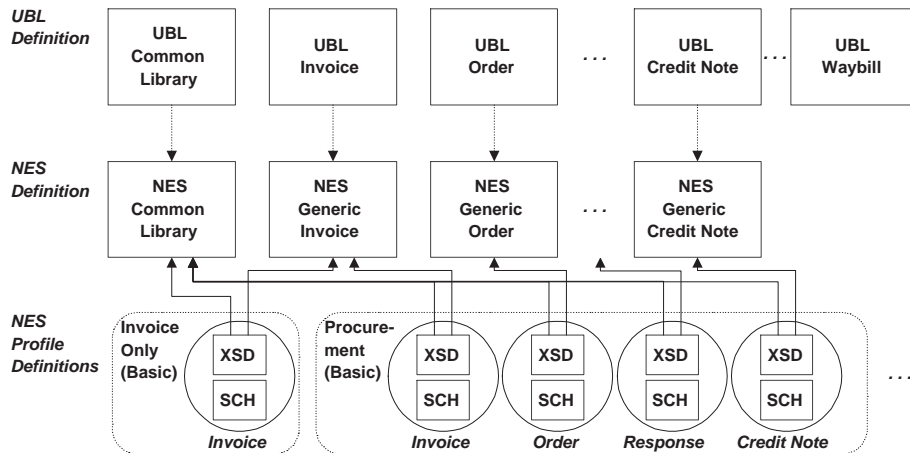 UBL
Definition
UBL
Common
Library
UBL
Invoice
UBL
Order
...
UBL
Credit Note
...
UBL
Waybill
NES
Definition
NES
Common
Library
NES
Generic
Invoice
NES
Generic
Order
...
NES
Generic
Credit Note
NES
Profile
Definitions
Invoice
Only
(Basic)
XSD
SCH
Invoice
Procure-
ment
(Basic)
XSD
SCH
Invoice
XSD
SCH
Order
XSD
SCH
Response
XSD
SCH
Credit Note
...